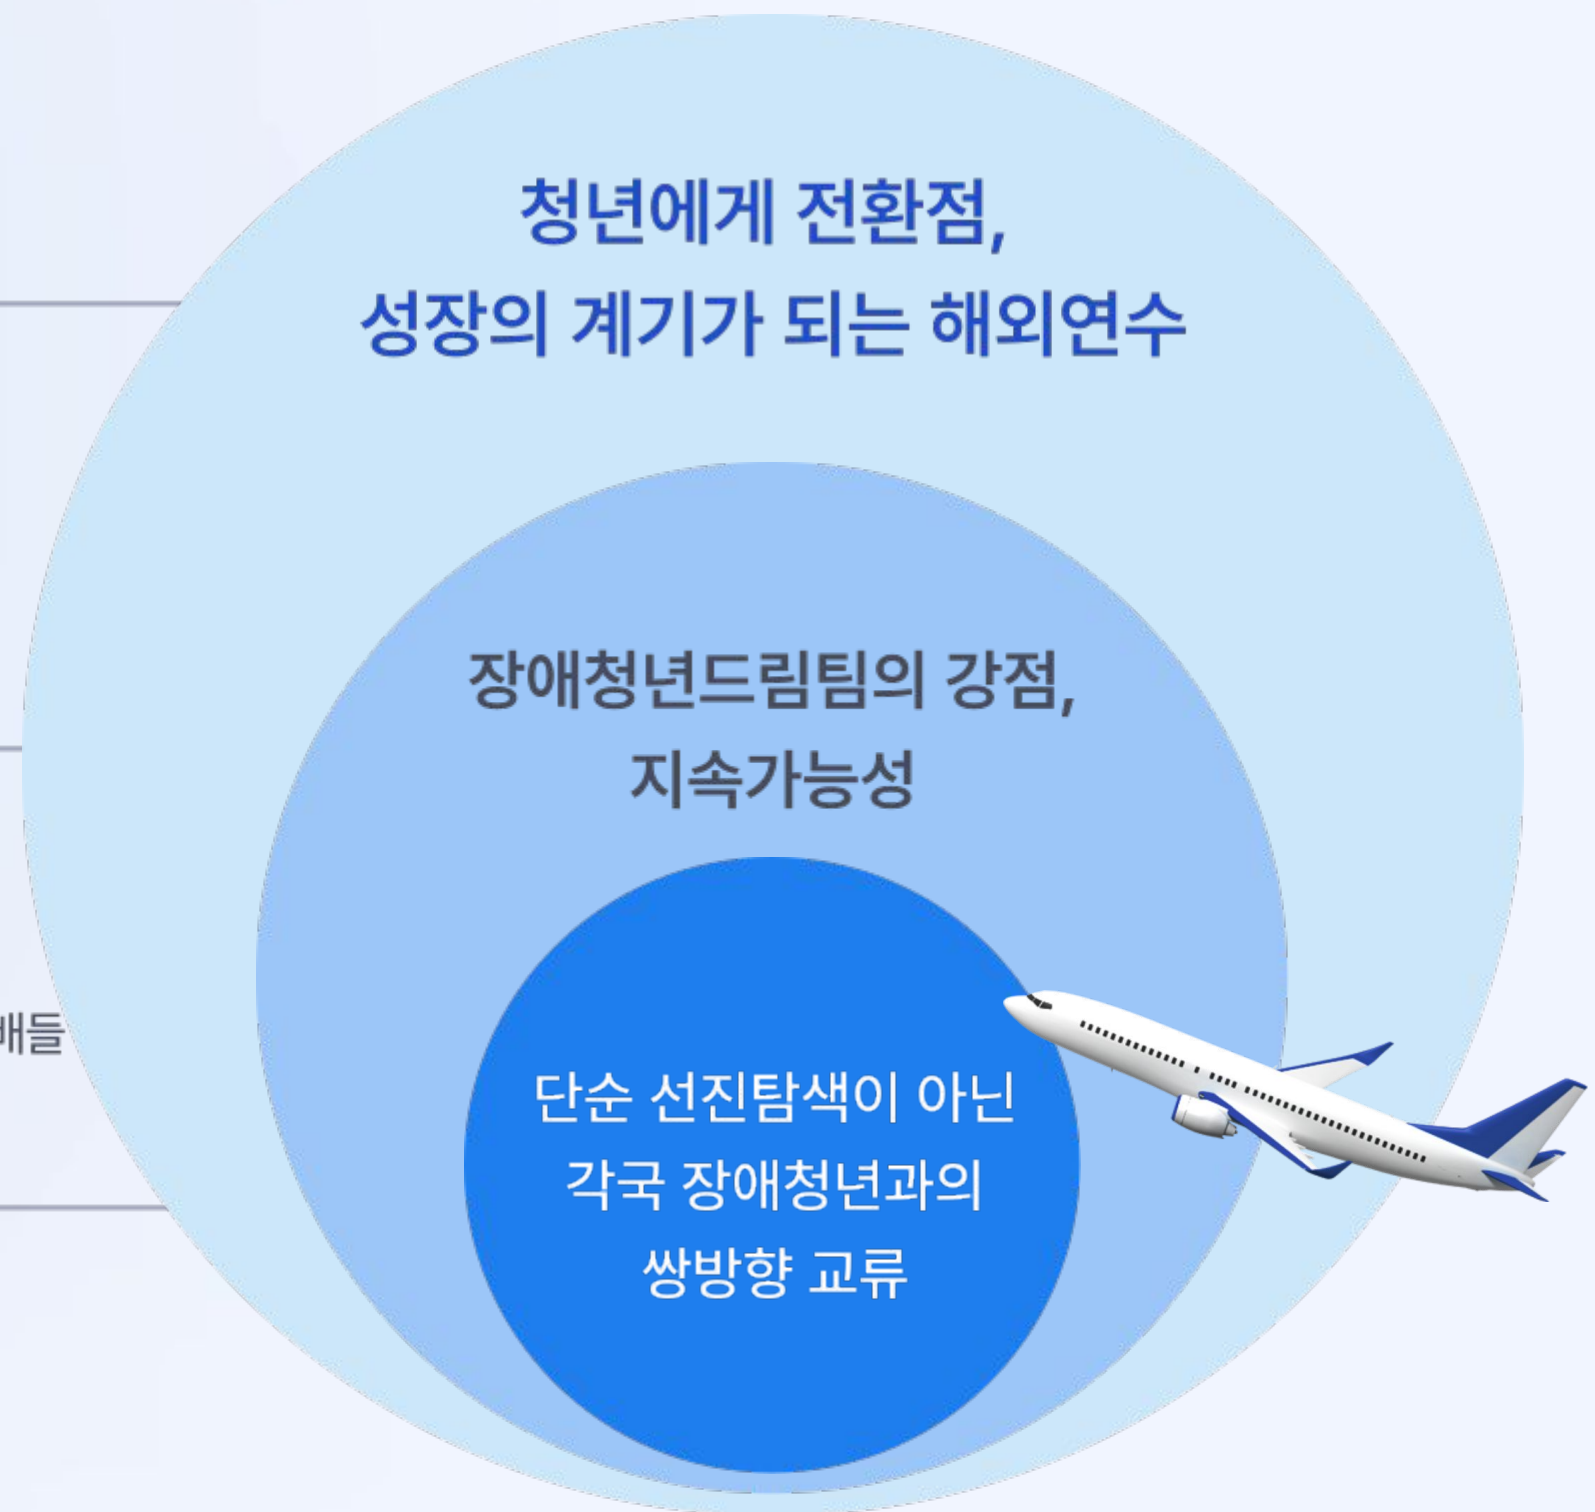 청년에게 전환점,
성장의 계기가 되는 해외연수
장애청년드림팀의 강점,
지속가능성
배들
단순 선진탐색이 아닌
각국 장애청년과의
쌍방향 교류